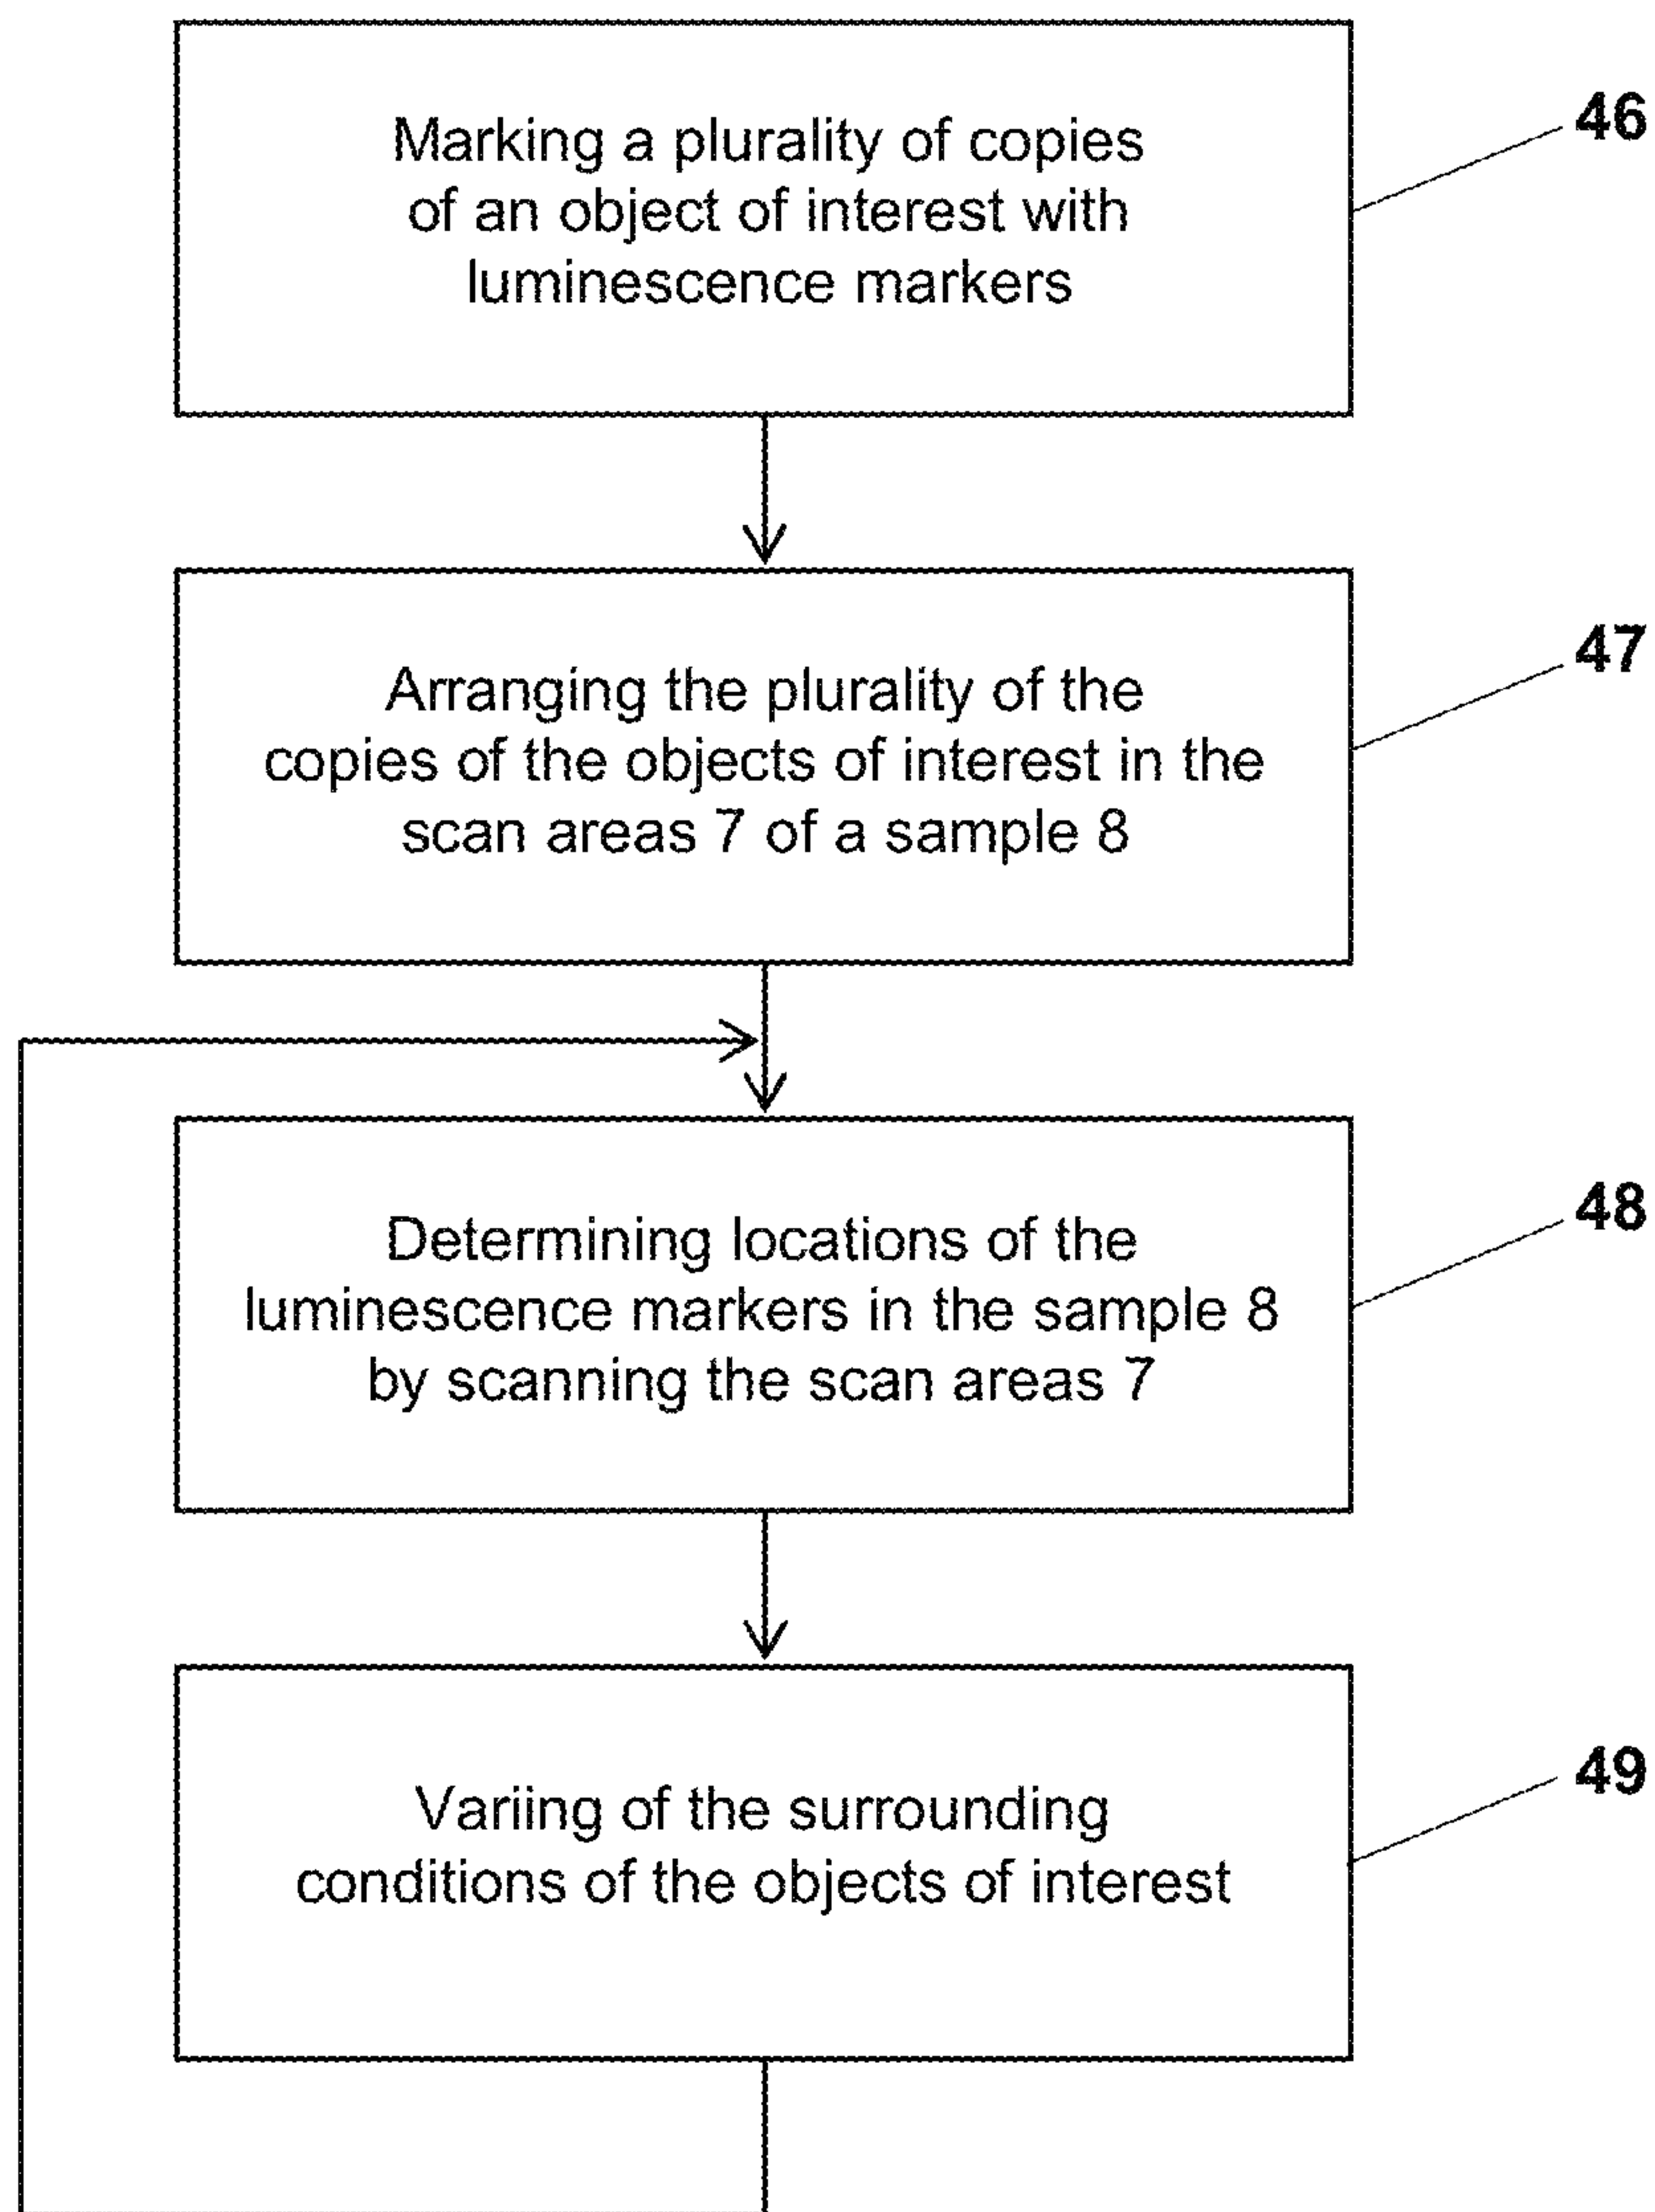 Marking a plurality of copies
of an object of interest with
luminescence markers
46
Arranging the plurality of the
copies of the objects of interest in the
scan areas 7 of a sample 8
47
Determining locations of the
luminescence markers in the sample 8
by scanning the scan areas 7
48
Variing of the surrounding
conditions of the objects of interest
49